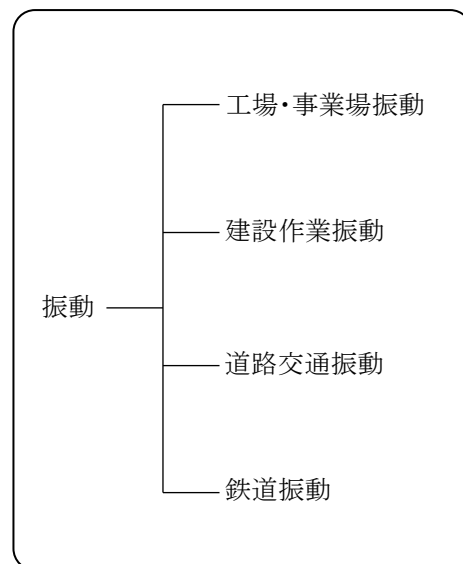 工場・事業場振動
建設作業振動
振動
道路交通振動
鉄道振動